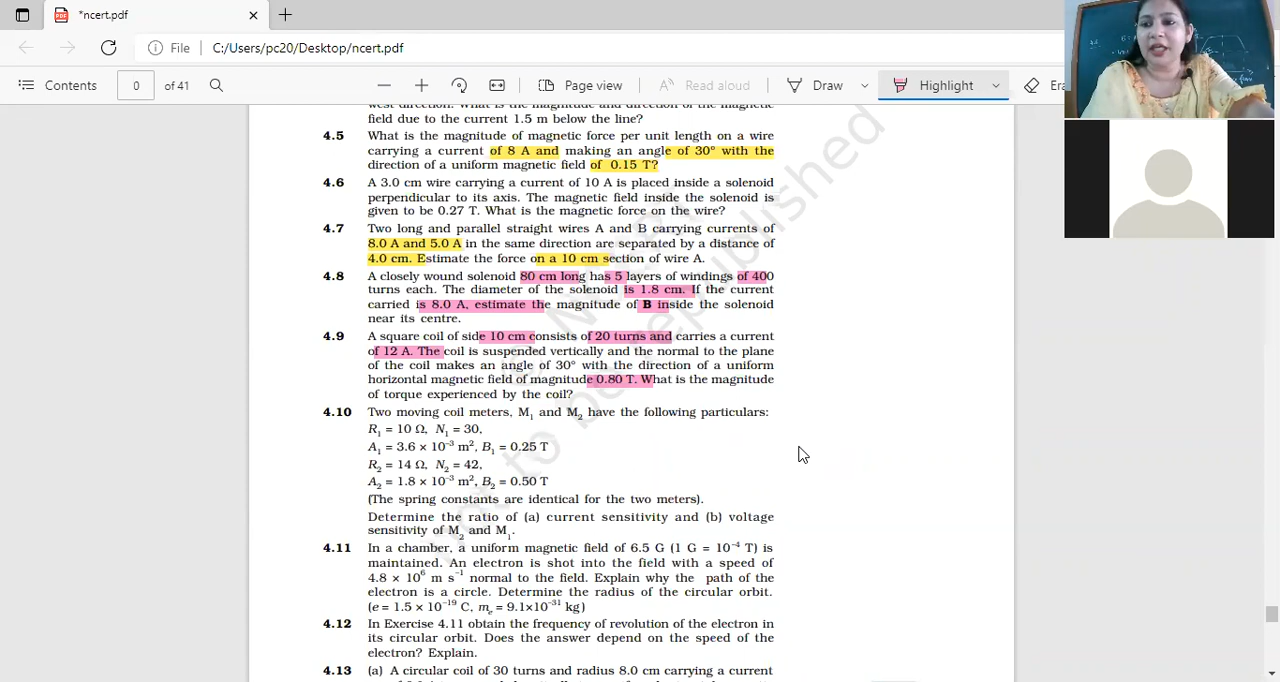 *ncert.pdf
File
C:/Users/pc20/Desktop/ncert.pdf
Contents
0
of 41
Page view
Read aloud
Draw
Highlight
Era
west direction. What is the magnitude and direction of the magnetic
field due to the current 1.5 m below the line?
4.5 What is the magnitude of magnetic force per unit length on a wire
carrying a current of 8 A and making an angle of 30° with the
direction of a uniform magnetic field of 0.15 T?
4.6 A 3.0 cm wire carrying a current of 10 A is placed inside a solenoid
perpendicular to its axis. The magnetic field inside the solenoid is
given to be 0.27 T. What is the magnetic force on the wire?
4.7 Two long and parallel straight wires A and B carrying currents of
8.0 A and 5.0 A in the same direction are separated by a distance of
4.0 cm. Estimate the force on a 10 cm section of wire A.
4.8 A closely wound solenoid 80 cm long has 5 layers of windings of 400
turns each. The diameter of the solenoid is 1.8 cm. If the current
carried is 8.0 A, estimate the magnitude of B inside the solenoid
near its centre.
4.9 A square coil of side 10 cm consists of 20 turns and carries a current
of 12 A. The coil is suspended vertically and the normal to the plane
of the coil makes an angle of 30° with the direction of a uniform
horizontal magnetic field of magnitude 0.80 T. What is the magnitude
of torque experienced by the coil?
4.10 Two moving coil meters, M₁ and M₂ have the following particulars:
R₁ = 10 Ω, N₁ = 30,
A₁ = 3.6 × 10⁻³ m², B₁ = 0.25 T
R₂ = 14 Ω, N₂ = 42,
A₂ = 1.8 × 10⁻³ m², B₂ = 0.50 T
(The spring constants are identical for the two meters).
Determine the ratio of (a) current sensitivity and (b) voltage
sensitivity of M₂ and M₁.
4.11 In a chamber, a uniform magnetic field of 6.5 G (1 G = 10⁻⁴ T) is
maintained. An electron is shot into the field with a speed of
4.8 × 10⁶ m s⁻¹ normal to the field. Explain why the path of the
electron is a circle. Determine the radius of the circular orbit.
(e = 1.5 × 10⁻¹⁹ C, mₑ = 9.1×10⁻³¹ kg)
4.12 In Exercise 4.11 obtain the frequency of revolution of the electron in
its circular orbit. Does the answer depend on the speed of the
electron? Explain.
4.13 (a) A circular coil of 30 turns and radius 8.0 cm carrying a current
not to be published